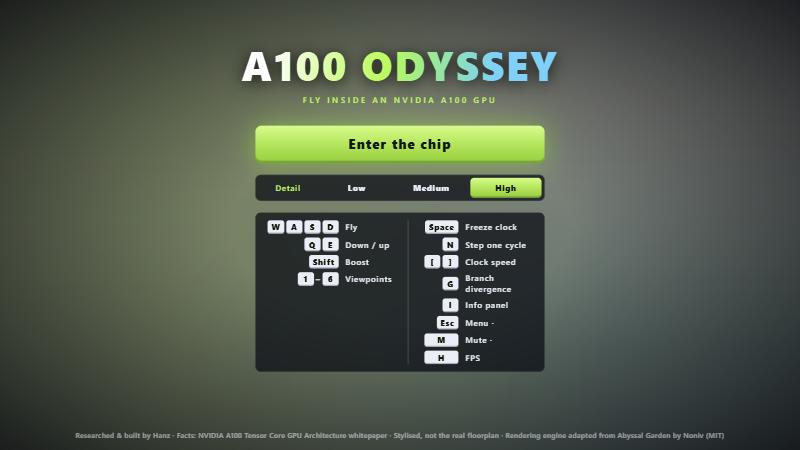 A100 ODYSSEY
FLY INSIDE AN NVIDIA A100 GPU
Enter the chip
Detail Low Medium High
W A S D Fly
Q E Down / up
Shift Boost
1 – 6 Viewpoints
Space Freeze clock
N Step one cycle
[ ] Clock speed
G Branch
divergence
I Info panel
Esc Menu ·
M Mute ·
H FPS
Researched & built by Hanz · Facts: NVIDIA A100 Tensor Core GPU Architecture whitepaper · Stylised, not the real floorplan · Rendering engine adapted from Abyssal Garden by Noniv (MIT)